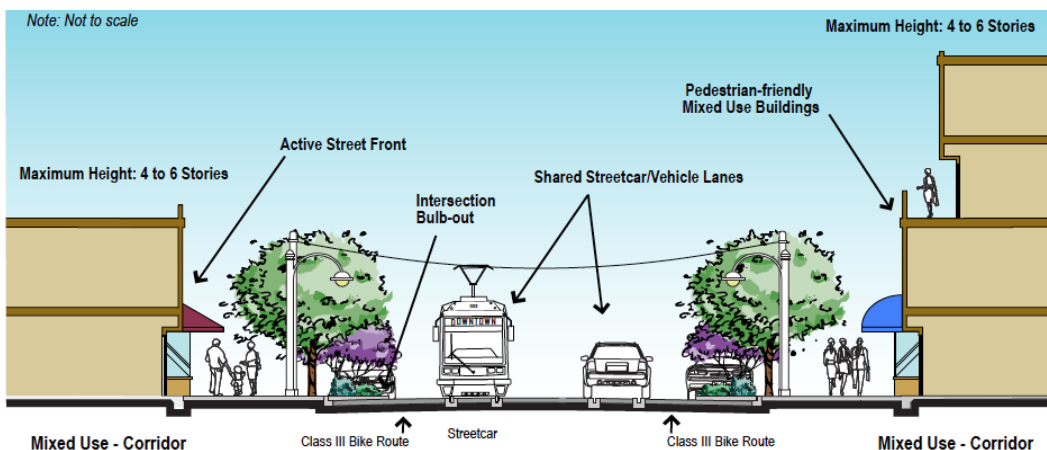 Note: Not to scale
Maximum Height: 4 to 6 Stories
Pedestrian-friendly
Mixed Use Buildings
Active Street Front
Maximum Height: 4 to 6 Stories
Shared Streetcar/Vehicle Lanes
Intersection
Bulb-out
DOWNTOWN
Mixed Use - Corridor
Class III Bike Route
Streetcar
Class III Bike Route
Mixed Use - Corridor